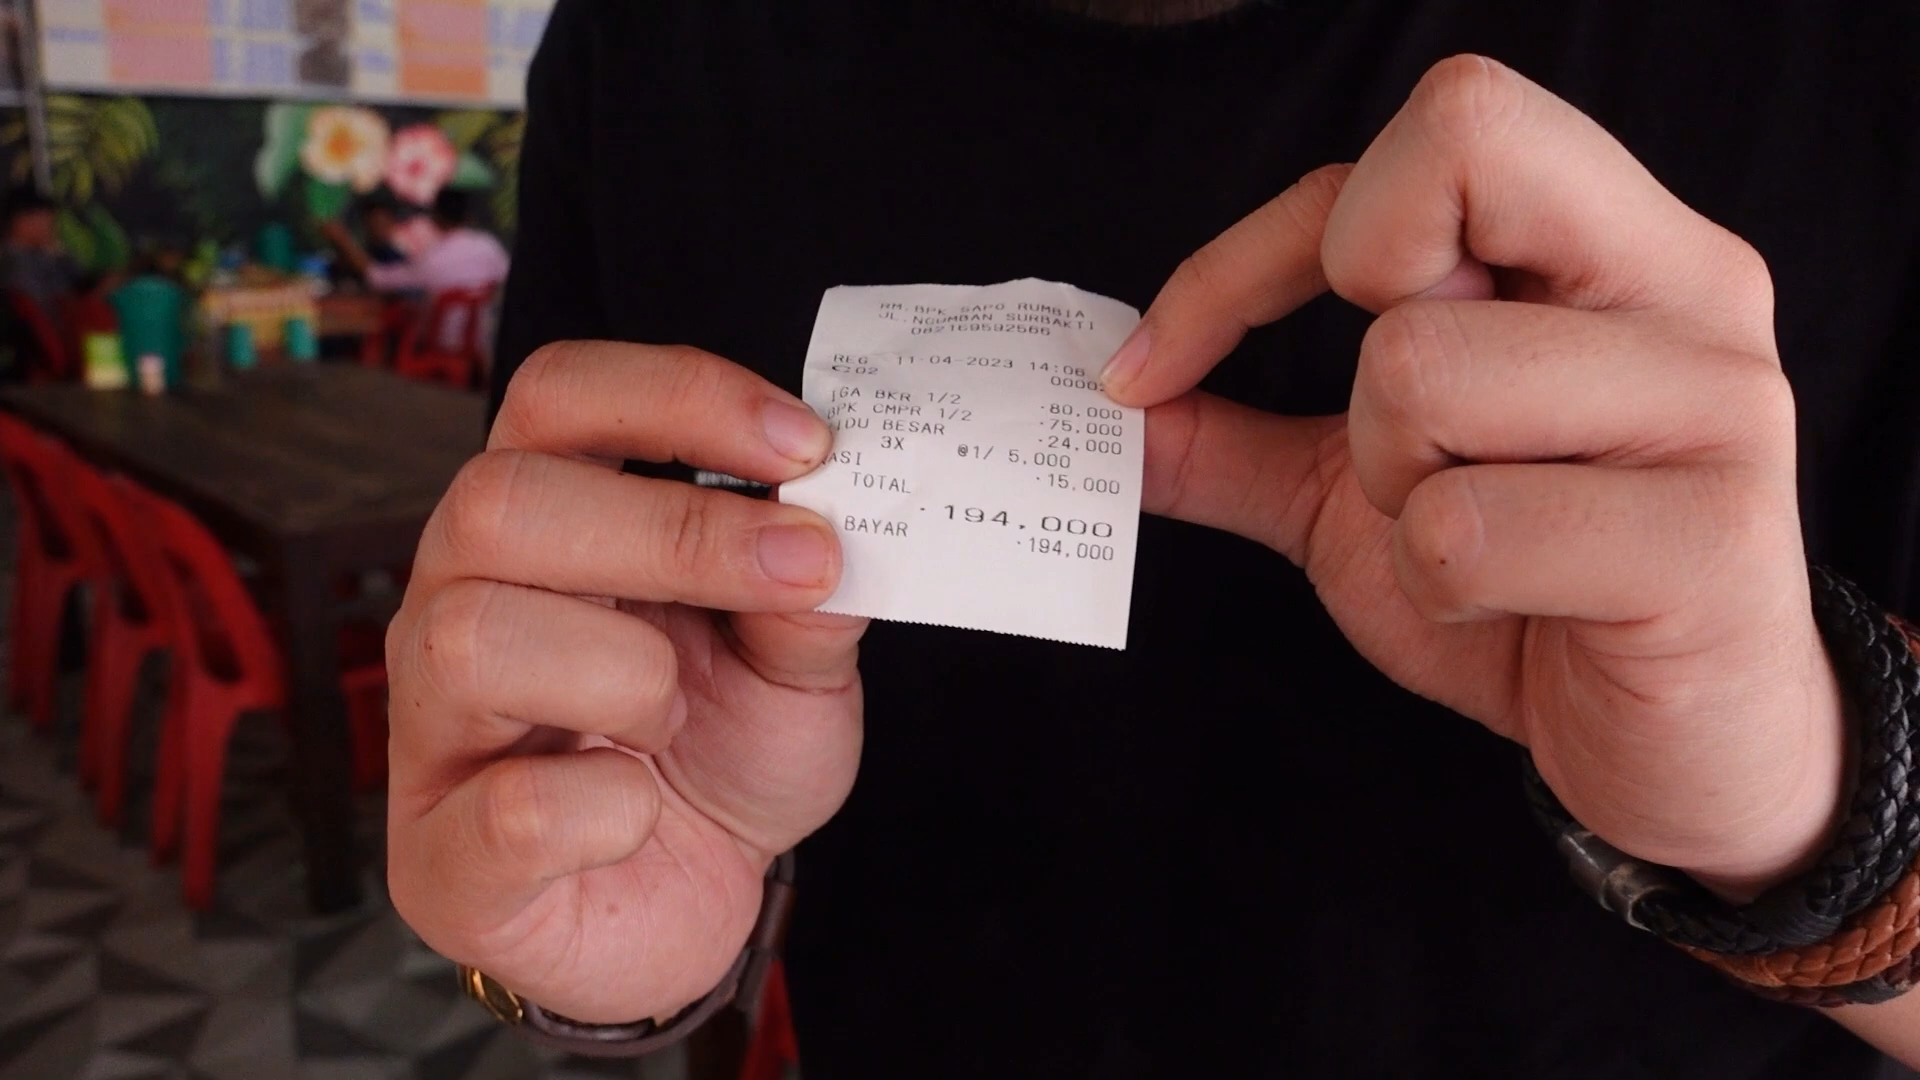 RM.BPK SAPO RUMBIA
JL.NGUMBAN SURBAKTI
082169592566
REG 11-04-2023 14:06
C02 0000
IGA BKR 1/2 ·80,000
BPK CMPR 1/2 ·75,000
IDU BESAR ·24,000
3X @1/ 5,000
ASI ·15,000
TOTAL
·194,000
BAYAR ·194,000